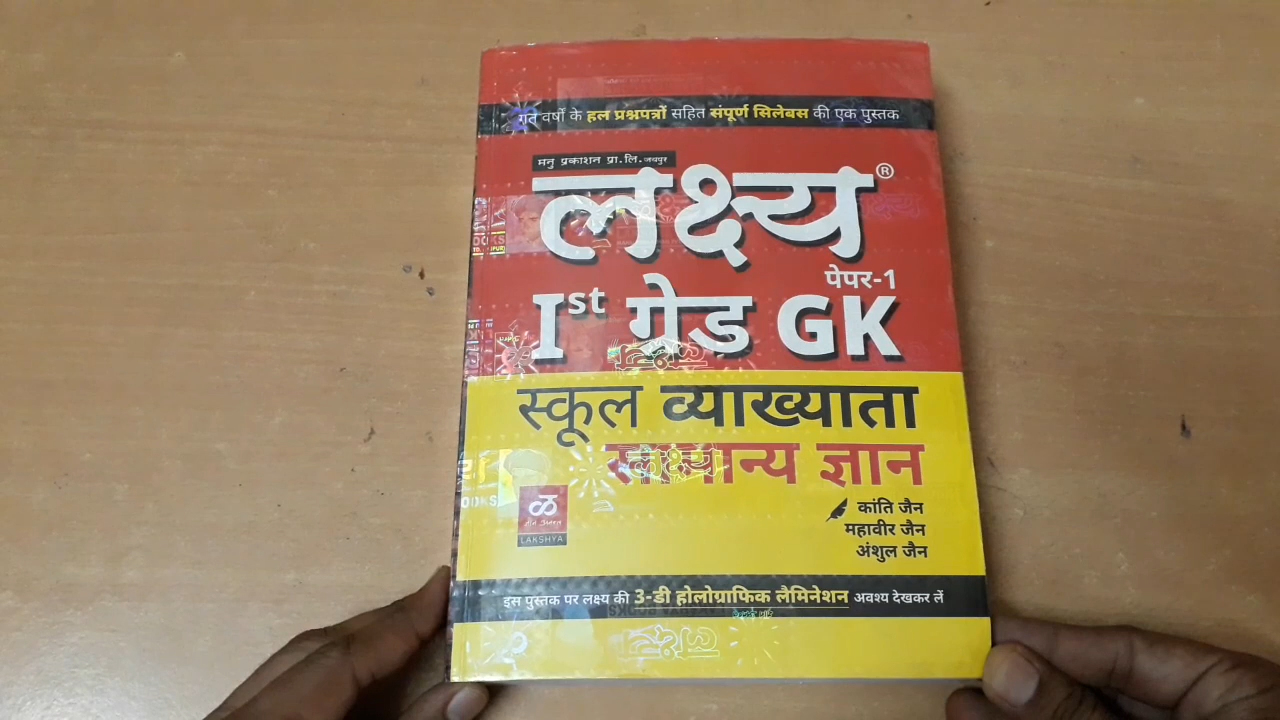 गत वर्षों के हल प्रश्नपत्रों सहित संपूर्ण सिलेबस की एक पुस्तक
मनु प्रकाशन प्रा.लि.जयपुर
लक्ष्य®
पेपर-1
Ist ग्रेड GK
स्कूल व्याख्याता
सामान्य ज्ञान
कांति जैन
महावीर जैन
अंशुल जैन
LAKSHYA
इस पुस्तक पर लक्ष्य की 3-डी होलोग्राफिक लैमिनेशन अवश्य देखकर लें